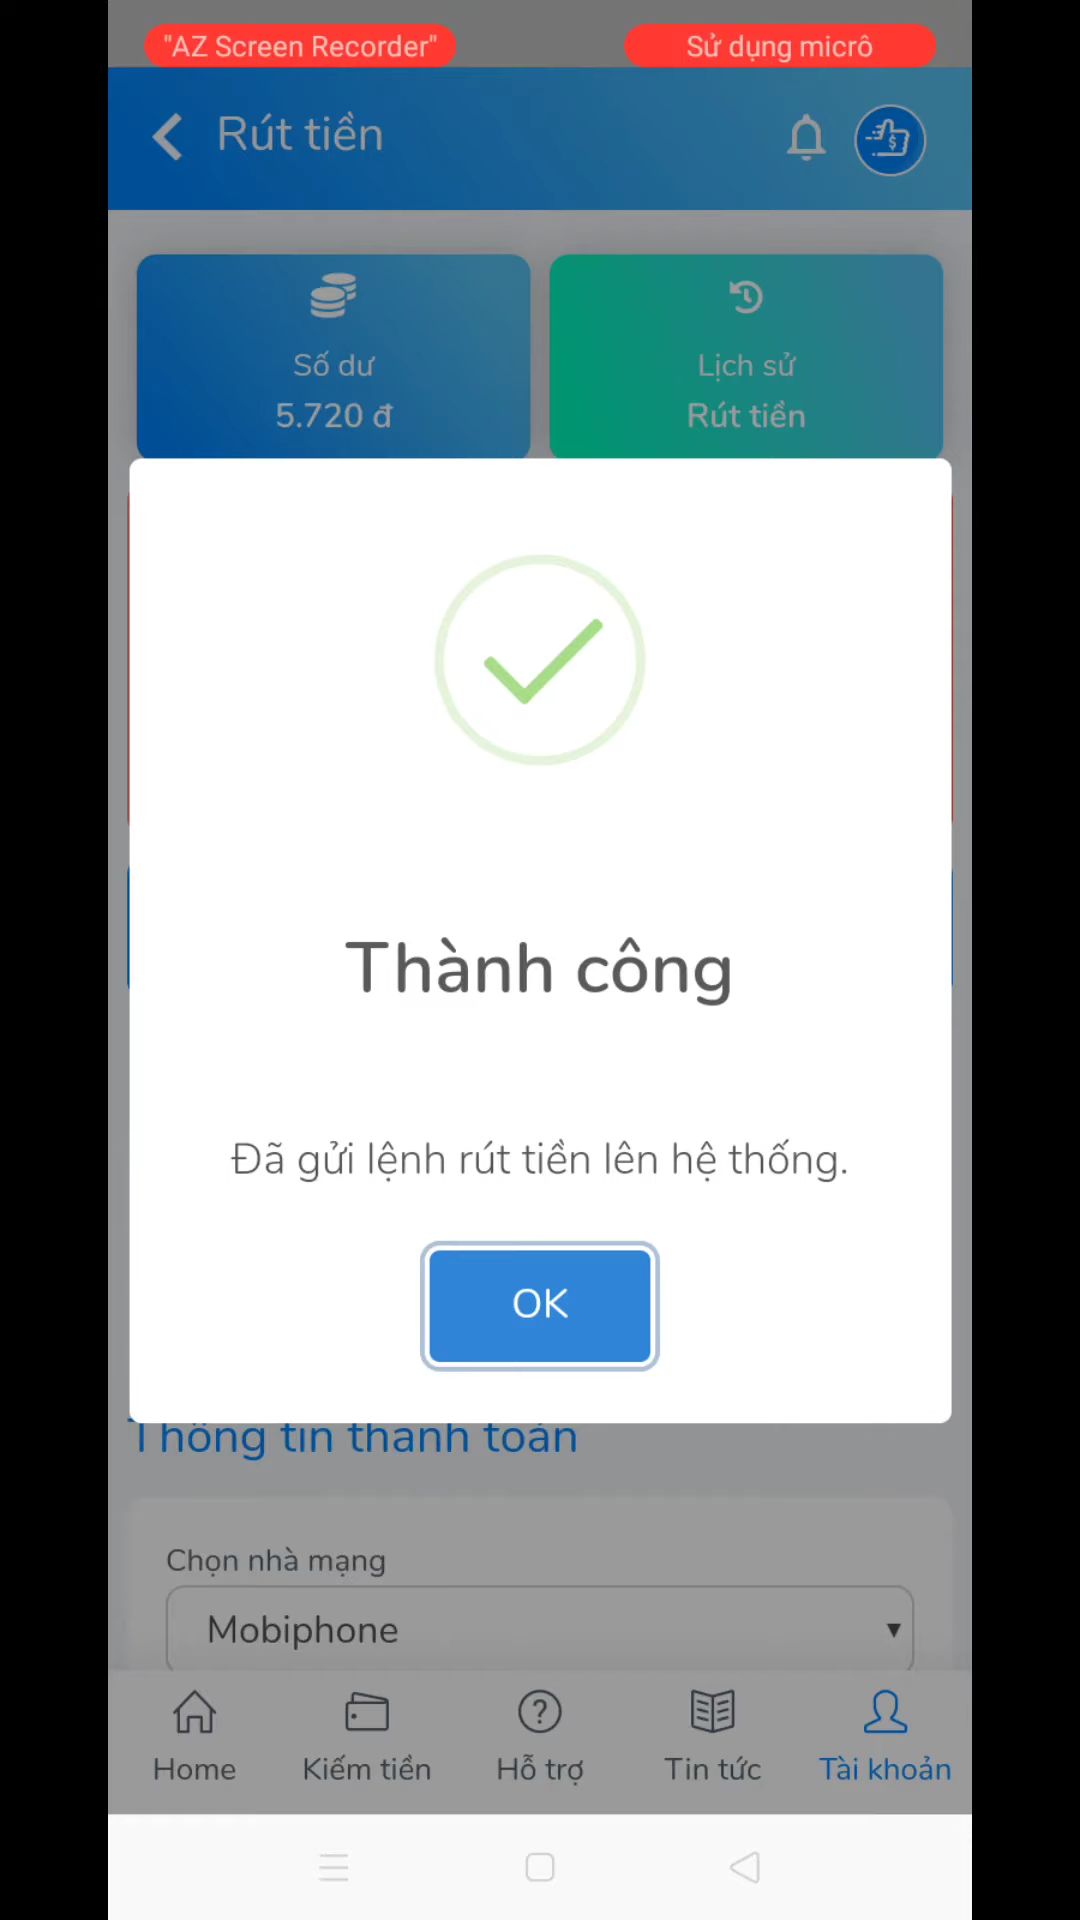 "AZ Screen Recorder" Sử dụng micrô
Rút tiền
Số dư
5.720 đ
Lịch sử
Rút tiền
Thành công
Đã gửi lệnh rút tiền lên hệ thống.
OK
Thông tin thanh toán
Chọn nhà mạng
Mobiphone
Home Kiếm tiền Hỗ trợ Tin tức Tài khoản